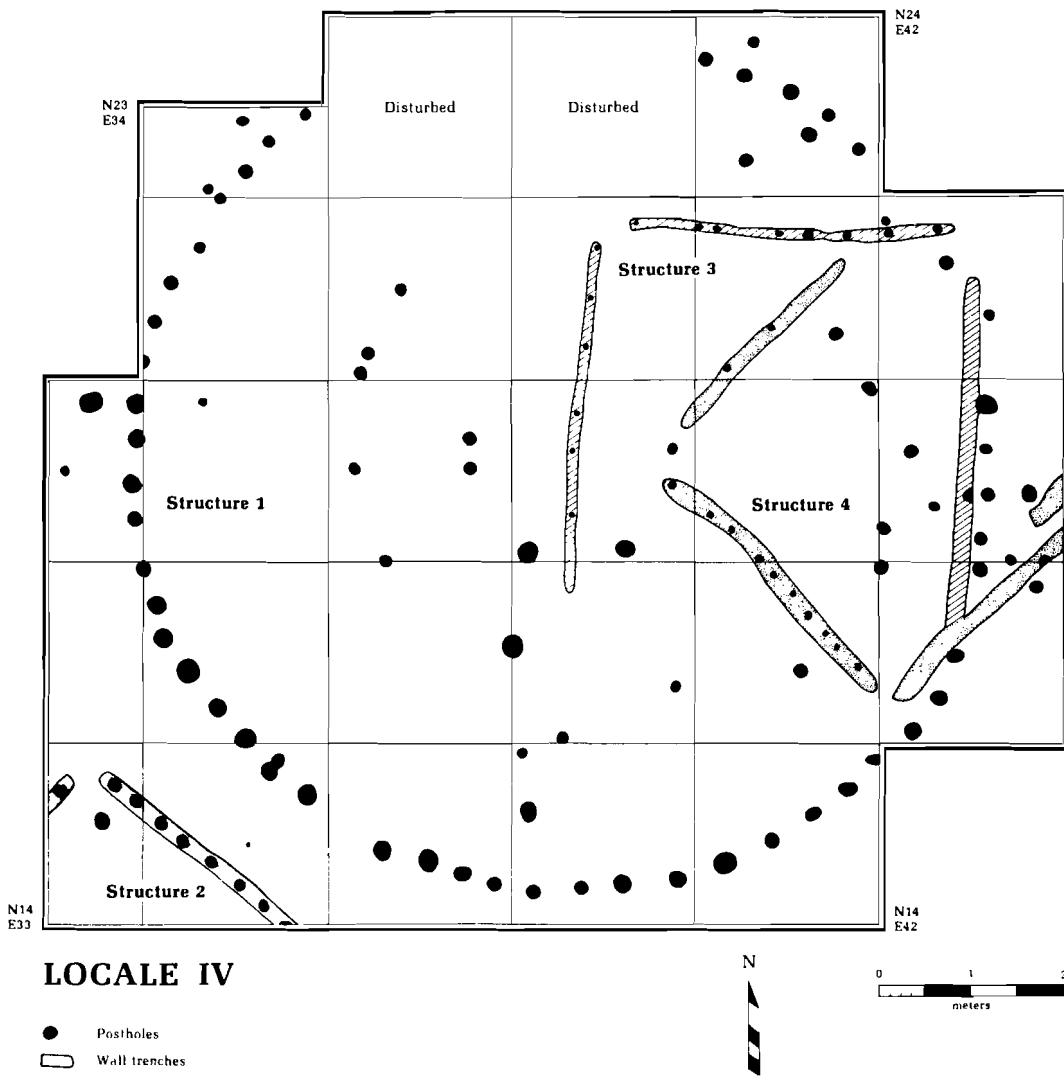 N24
E42
N23
E34
Disturbed
Disturbed
Structure 3
Structure 1
Structure 4
Structure 2
N14
E33
N14
E42
LOCALE IV
N
0 1 2
meters
Postholes
Wall trenches